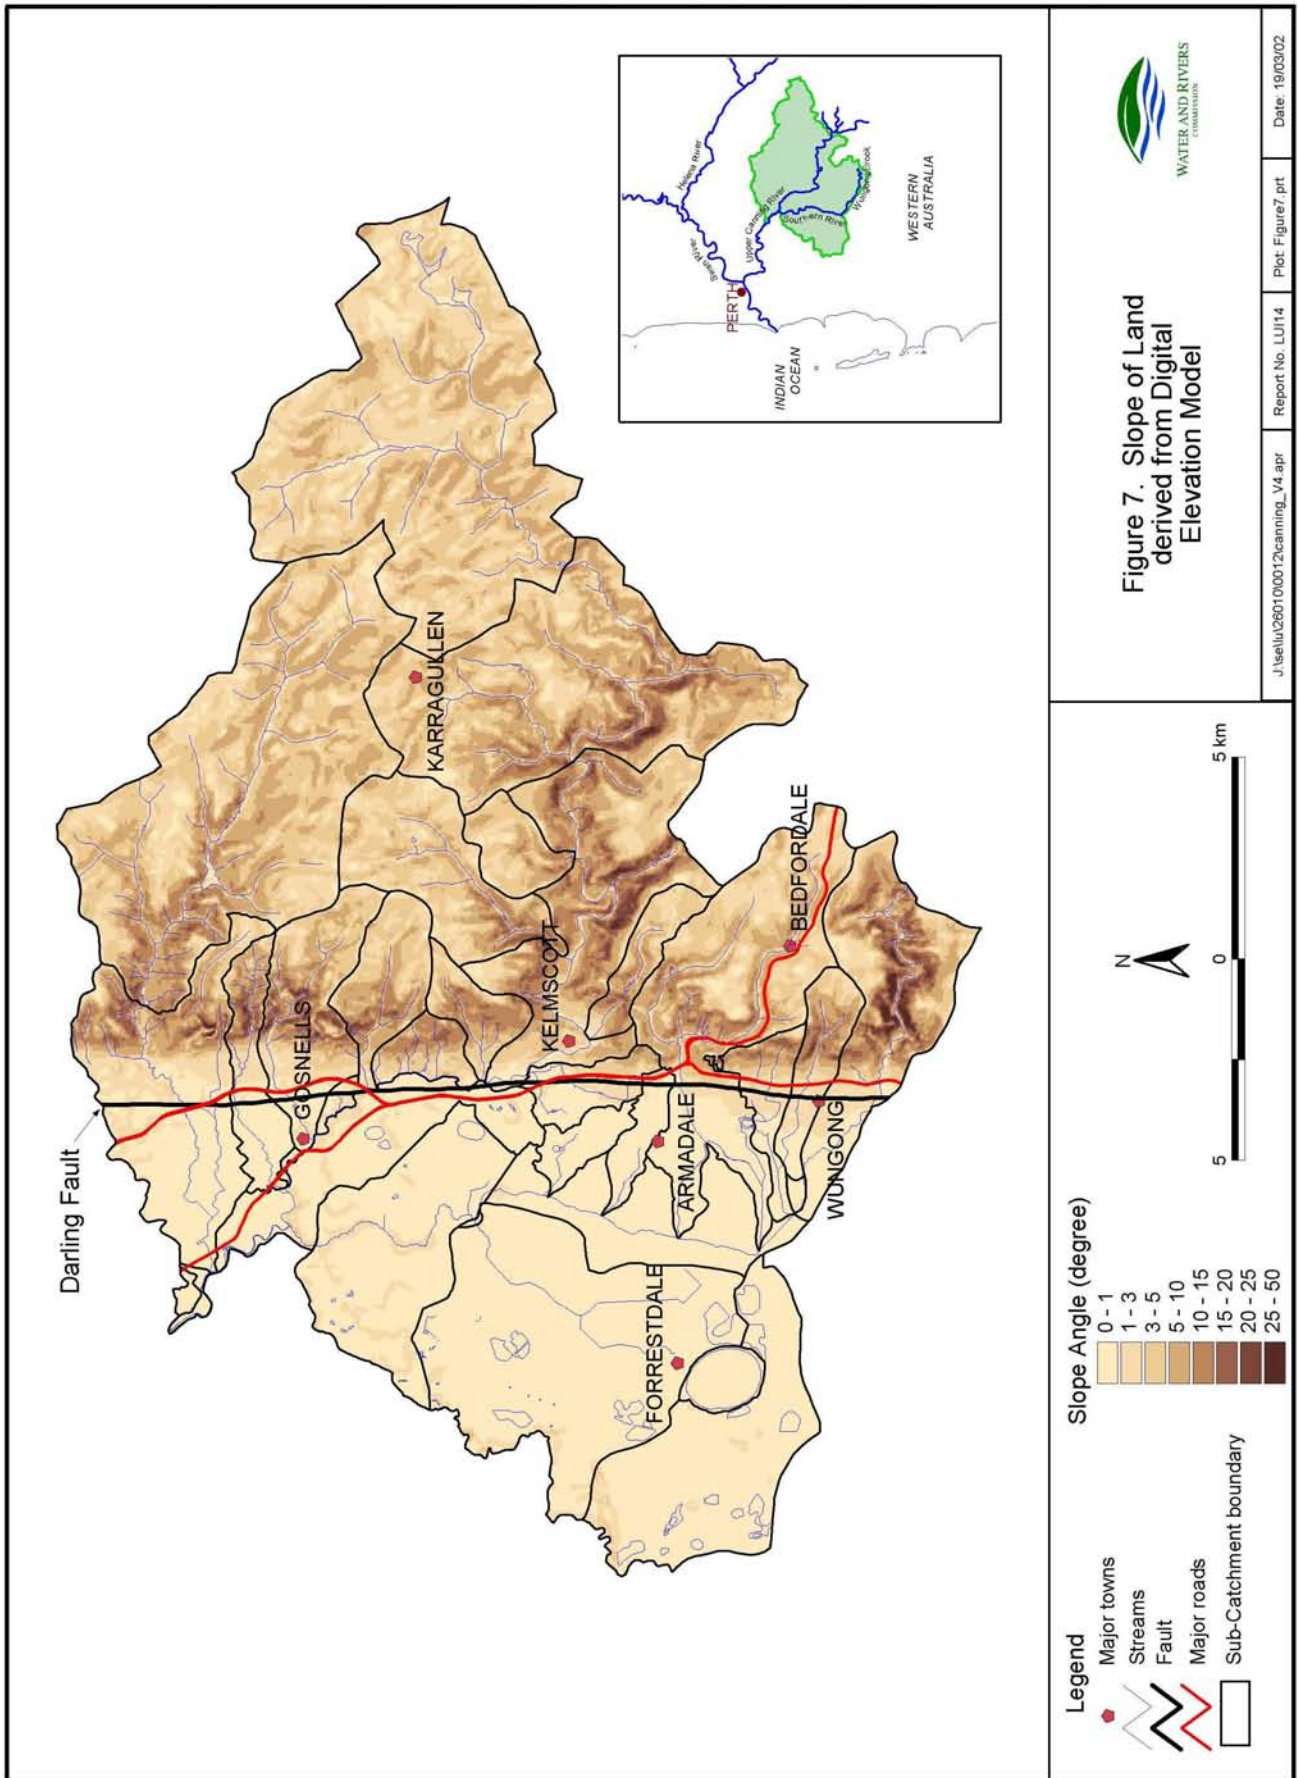 Darling Fault
GOSNELLS
KARRAGULLEN
KELMSCOTT
FORRESTDALE
ARMADALE
BEDFORDALE
WUNGONG
Helena River
Swan River
PERTH
Upper Canning River
Southern River
Wungong Brook
INDIAN
OCEAN
WESTERN
AUSTRALIA
Legend
Major towns
Streams
Fault
Major roads
Sub-Catchment boundary
Slope Angle (degree)
0 - 1
1 - 3
3 - 5
5 - 10
10 - 15
15 - 20
20 - 25
25 - 50
N
5 0 5 km
Figure 7. Slope of Land
derived from Digital
Elevation Model
WATER AND RIVERS
COMMISSION
J:\se\lu\26010\0012\canning_V4.apr
Report No. LUI14
Plot: Figure7.prt
Date: 19/03/02